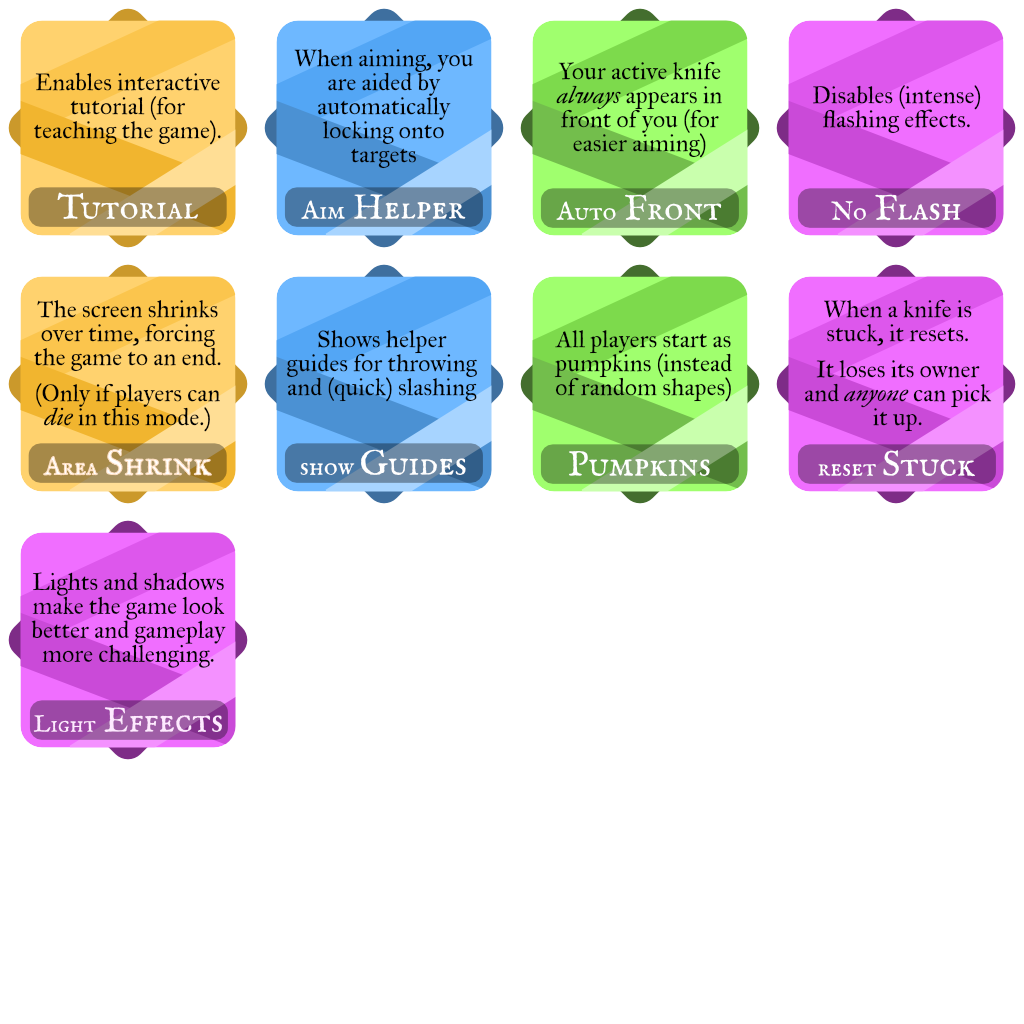 Enables interactive
tutorial (for
teaching the game).
Tutorial
When aiming, you
are aided by
automatically
locking onto
targets
Aim Helper
Your active knife
always appears in
front of you (for
easier aiming)
Auto Front
Disables (intense)
flashing effects.
No Flash
The screen shrinks
over time, forcing
the game to an end.
(Only if players can
die in this mode.)
Area Shrink
Shows helper
guides for throwing
and (quick) slashing
show Guides
All players start as
pumpkins (instead
of random shapes)
Pumpkins
When a knife is
stuck, it resets.
It loses its owner
and anyone can pick
it up.
reset Stuck
Lights and shadows
make the game look
better and gameplay
more challenging.
Light Effects